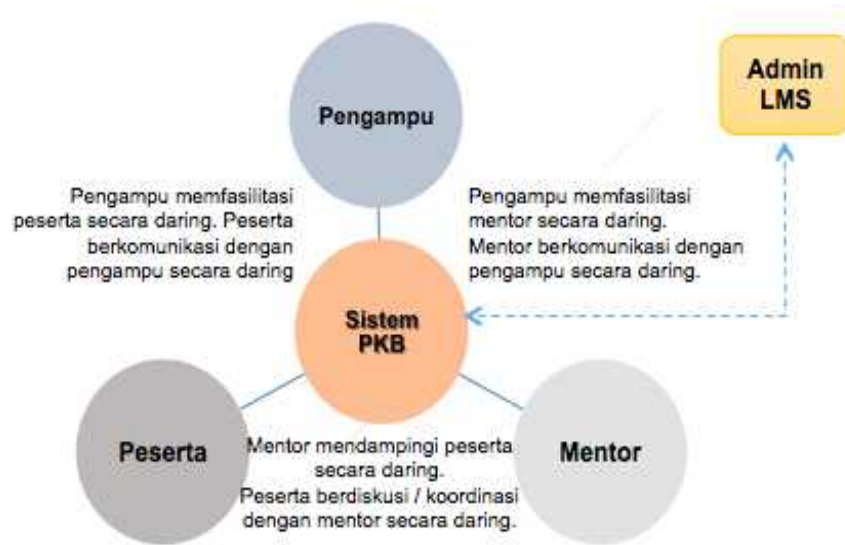 Admin
LMS
Pengampu
Pengampu memfasilitasi
peserta secara daring. Peserta
berkomunikasi dengan
pengampu secara daring
Pengampu memfasilitasi
mentor secara daring.
Mentor berkomunikasi dengan
pengampu secara daring.
Sistem
PKB
Peserta
Mentor mendampingi peserta
secara daring.
Peserta berdiskusi / koordinasi
dengan mentor secara daring.
Mentor